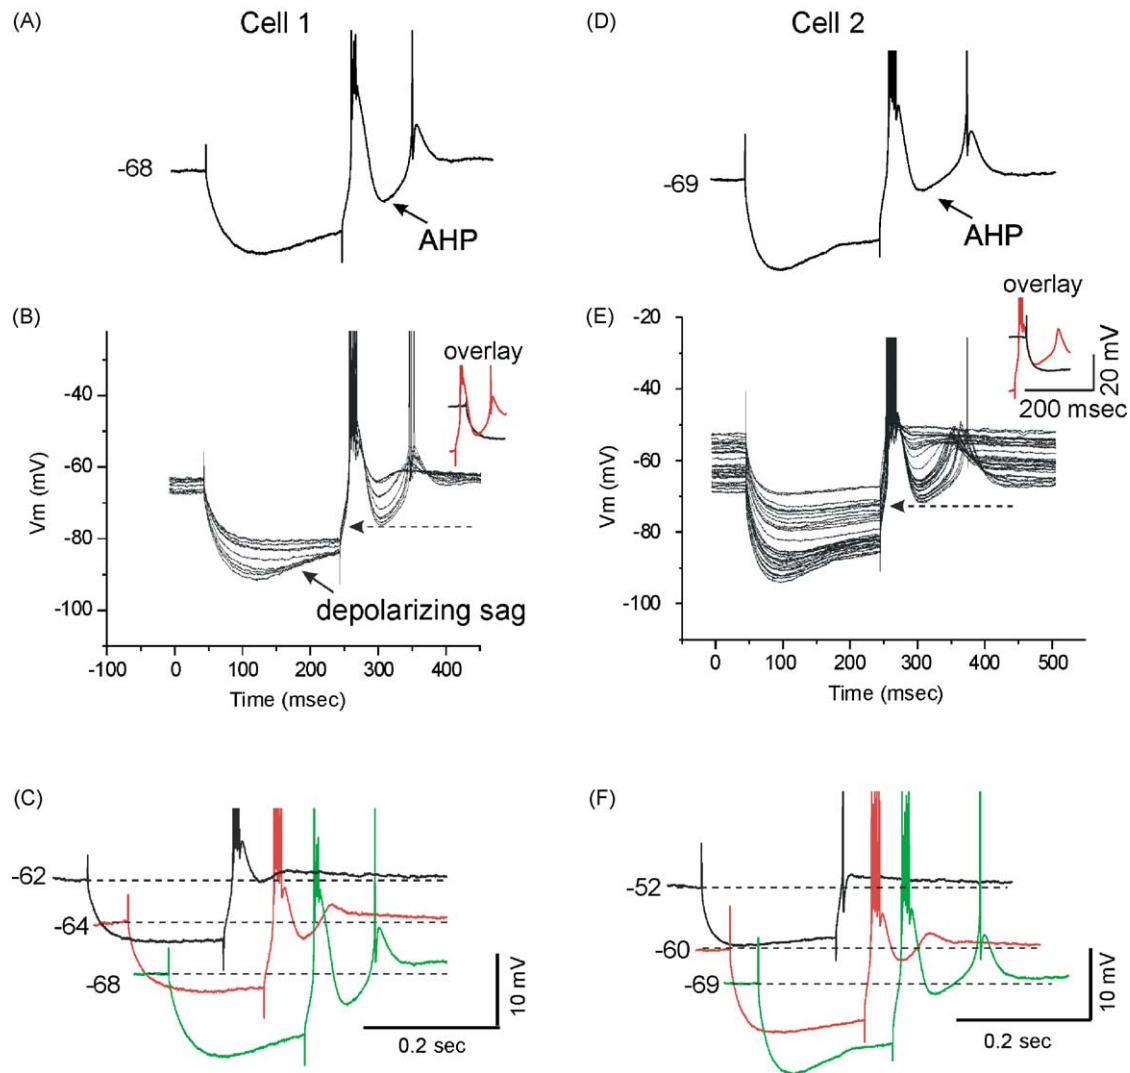 (A)
Cell 1
-68
AHP
(D)
Cell 2
-69
AHP
(B)
overlay
-40
-60
-80
-100
Vm (mV)
depolarizing sag
-100
0
100
200
300
400
Time (msec)
(E)
overlay
20 mV
200 msec
-20
-40
-60
-80
-100
Vm (mV)
0
100
200
300
400
500
Time (msec)
(C)
-62
-64
-68
10 mV
0.2 sec
(F)
-52
-60
-69
10 mV
0.2 sec